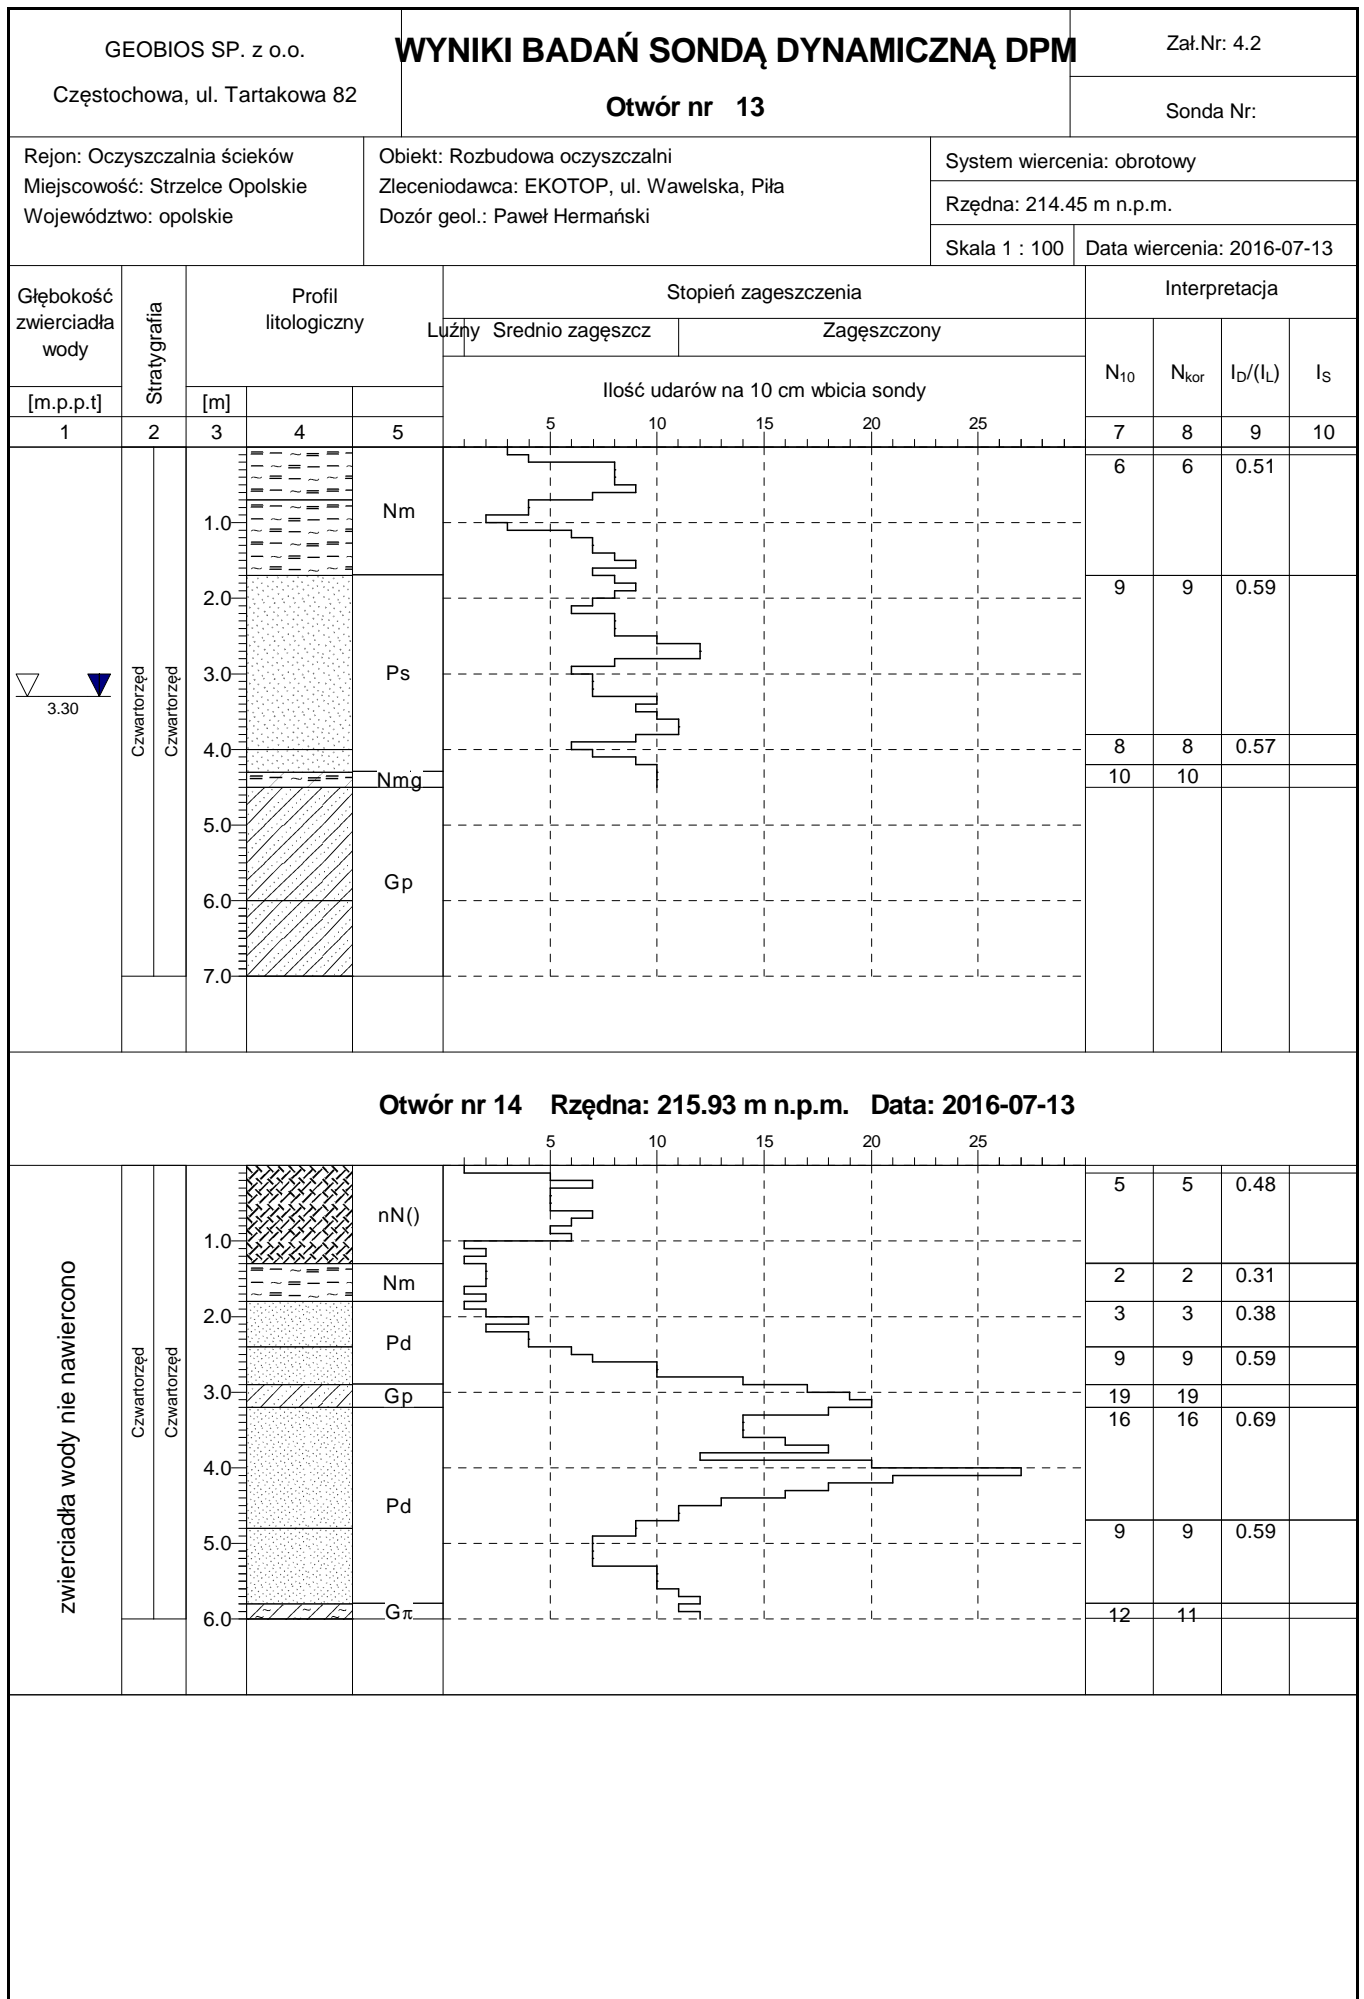 GEOBIOS SP. z o.o.
Częstochowa, ul. Tartakowa 82
WYNIKI BADAŃ SONDĄ DYNAMICZNĄ DPM
Otwór nr 13
Zał.Nr: 4.2
Sonda Nr:
Rejon: Oczyszczalnia ścieków
Miejscowość: Strzelce Opolskie
Województwo: opolskie
Obiekt: Rozbudowa oczyszczalni
Zleceniodawca: EKOTOP, ul. Wawelska, Piła
Dozór geol.: Paweł Hermański
System wiercenia: obrotowy
Rzędna: 214.45 m n.p.m.
Skala 1 : 100 Data wiercenia: 2016-07-13
Głębokość
zwierciadła
wody
[m.p.p.t]
Stratygrafia
Profil
litologiczny
[m]
Stopień zageszczenia
Luźny Srednio zagęszcz Zagęszczony
Ilość udarów na 10 cm wbicia sondy
5 10 15 20 25
Interpretacja
N10 Nkor ID/(IL) IS
1 2 3 4 5 7 8 9 10
3.30
Czwartorzęd
Czwartorzęd
1.0
2.0
3.0
4.0
5.0
6.0
7.0
Nm
Ps
Nmg
Gp
6 6 0.51
9 9 0.59
8 8 0.57
10 10
Otwór nr 14 Rzędna: 215.93 m n.p.m. Data: 2016-07-13
5 10 15 20 25
zwierciadła wody nie nawiercono
Czwartorzęd
Czwartorzęd
1.0
2.0
3.0
4.0
5.0
6.0
nN()
Nm
Pd
Gp
Pd
Gπ
5 5 0.48
2 2 0.31
3 3 0.38
9 9 0.59
19 19
16 16 0.69
9 9 0.59
12 11